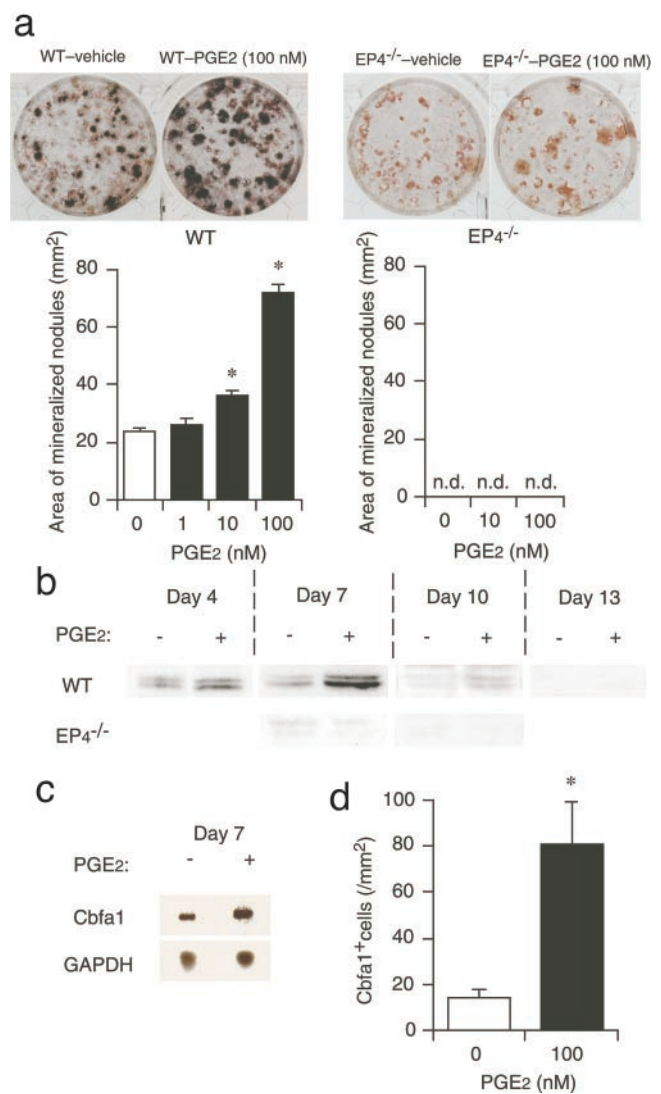 a
WT–vehicle WT–PGE2 (100 nM) EP4-/-–vehicle EP4-/-–PGE2 (100 nM)
WT
Area of mineralized nodules (mm2)
80
60
40
20
0
*
*
0 1 10 100
PGE2 (nM)
EP4-/-
Area of mineralized nodules (mm2)
80
60
40
20
0
n.d. n.d. n.d.
0 10 100
PGE2 (nM)
b
Day 4 Day 7 Day 10 Day 13
PGE2: - + - + - + - +
WT
EP4-/-
c
Day 7
PGE2: - +
Cbfa1
GAPDH
d
Cbfa1+cells (/mm2)
100
80
60
40
20
0
*
0 100
PGE2 (nM)